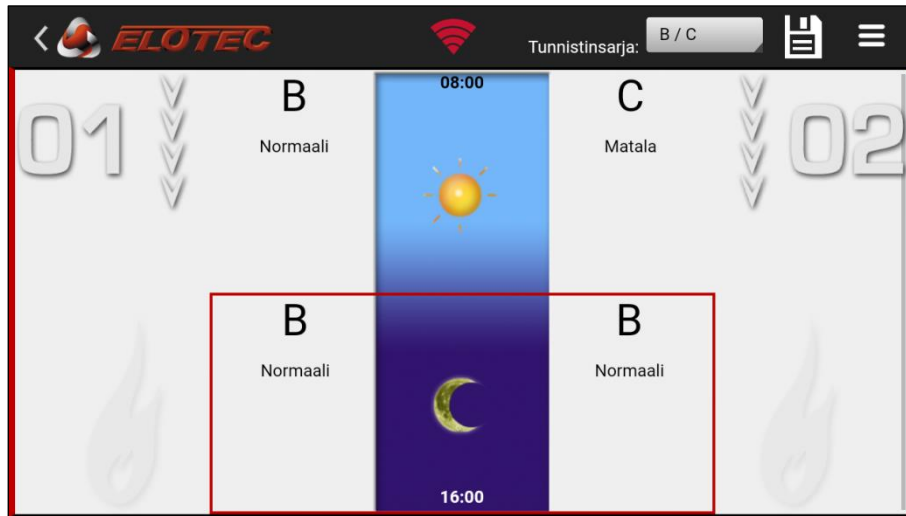 ELOTEC
Tunnistinsarja: B / C
01
B
Normaali
08:00
C
Matala
02
B
Normaali
B
Normaali
16:00